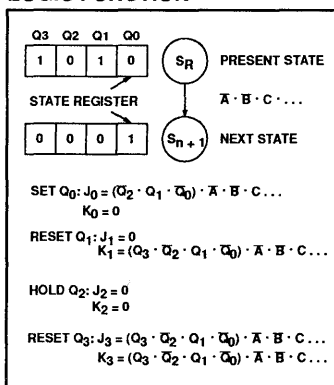 LOGIC FUNCTION
Q3 Q2 Q1 Q0
1 0 1 0 S_R PRESENT STATE
STATE REGISTER A̅ · B̅ · C · . . .
0 0 0 1 S_n + 1 NEXT STATE
SET Q₀: J₀ = (Q̅₂ · Q₁ · Q̅₀) · A̅ · B̅ · C . . .
K₀ = 0
RESET Q₁: J₁ = 0
K₁ = (Q₃ · Q̅₂ · Q₁ · Q̅₀) · A̅ · B̅ · C . . .
HOLD Q₂: J₂ = 0
K₂ = 0
RESET Q₃: J₃ = (Q₃ · Q̅₂ · Q₁ · Q̅₀) · A̅ · B̅ · C . . .
K₃ = (Q₃ · Q̅₂ · Q₁ · Q̅₀) · A̅ · B̅ · C . . .